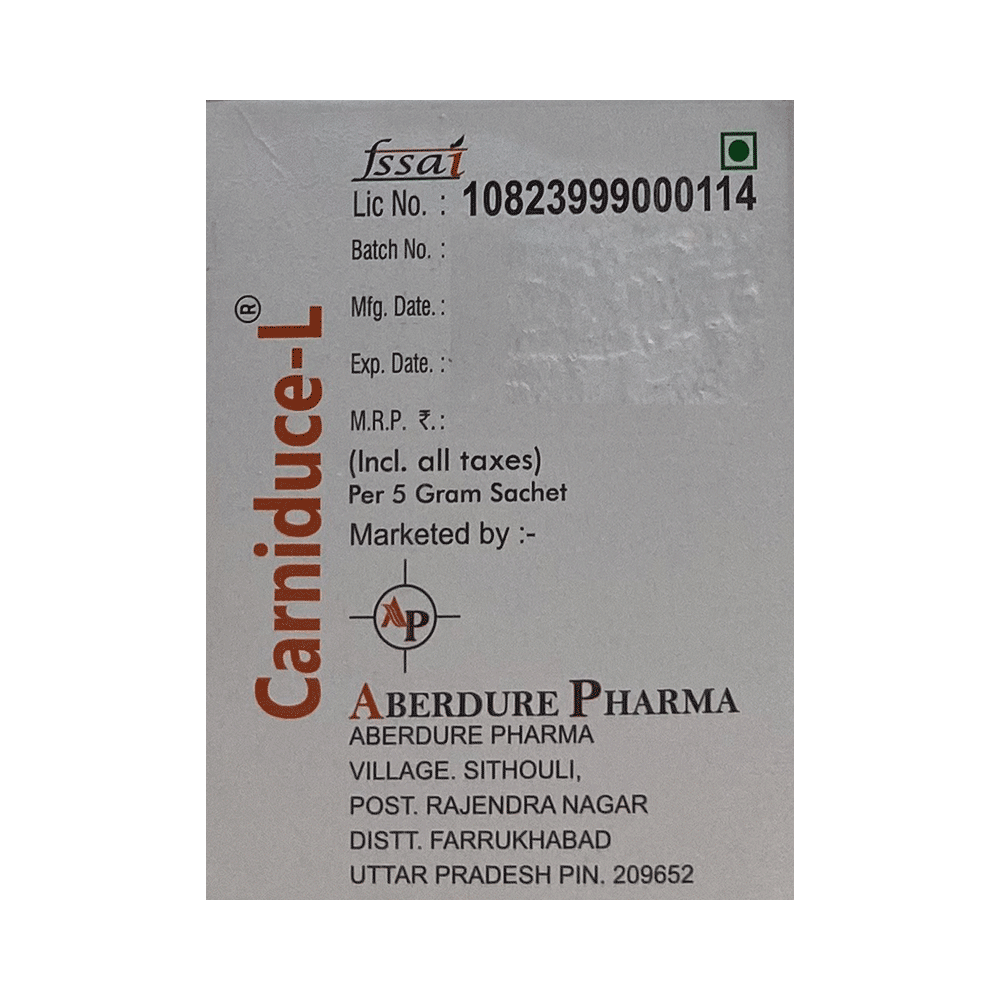 fssai
Lic No. : 10823999000114
Batch No. :
Mfg. Date. :
Exp. Date. :
M.R.P. ₹. :
(Incl. all taxes)
Per 5 Gram Sachet
Marketed by :-
AP
ABERDURE PHARMA
ABERDURE PHARMA
VILLAGE. SITHOULI,
POST. RAJENDRA NAGAR
DISTT. FARRUKHABAD
UTTAR PRADESH PIN. 209652
Carniduce-L®